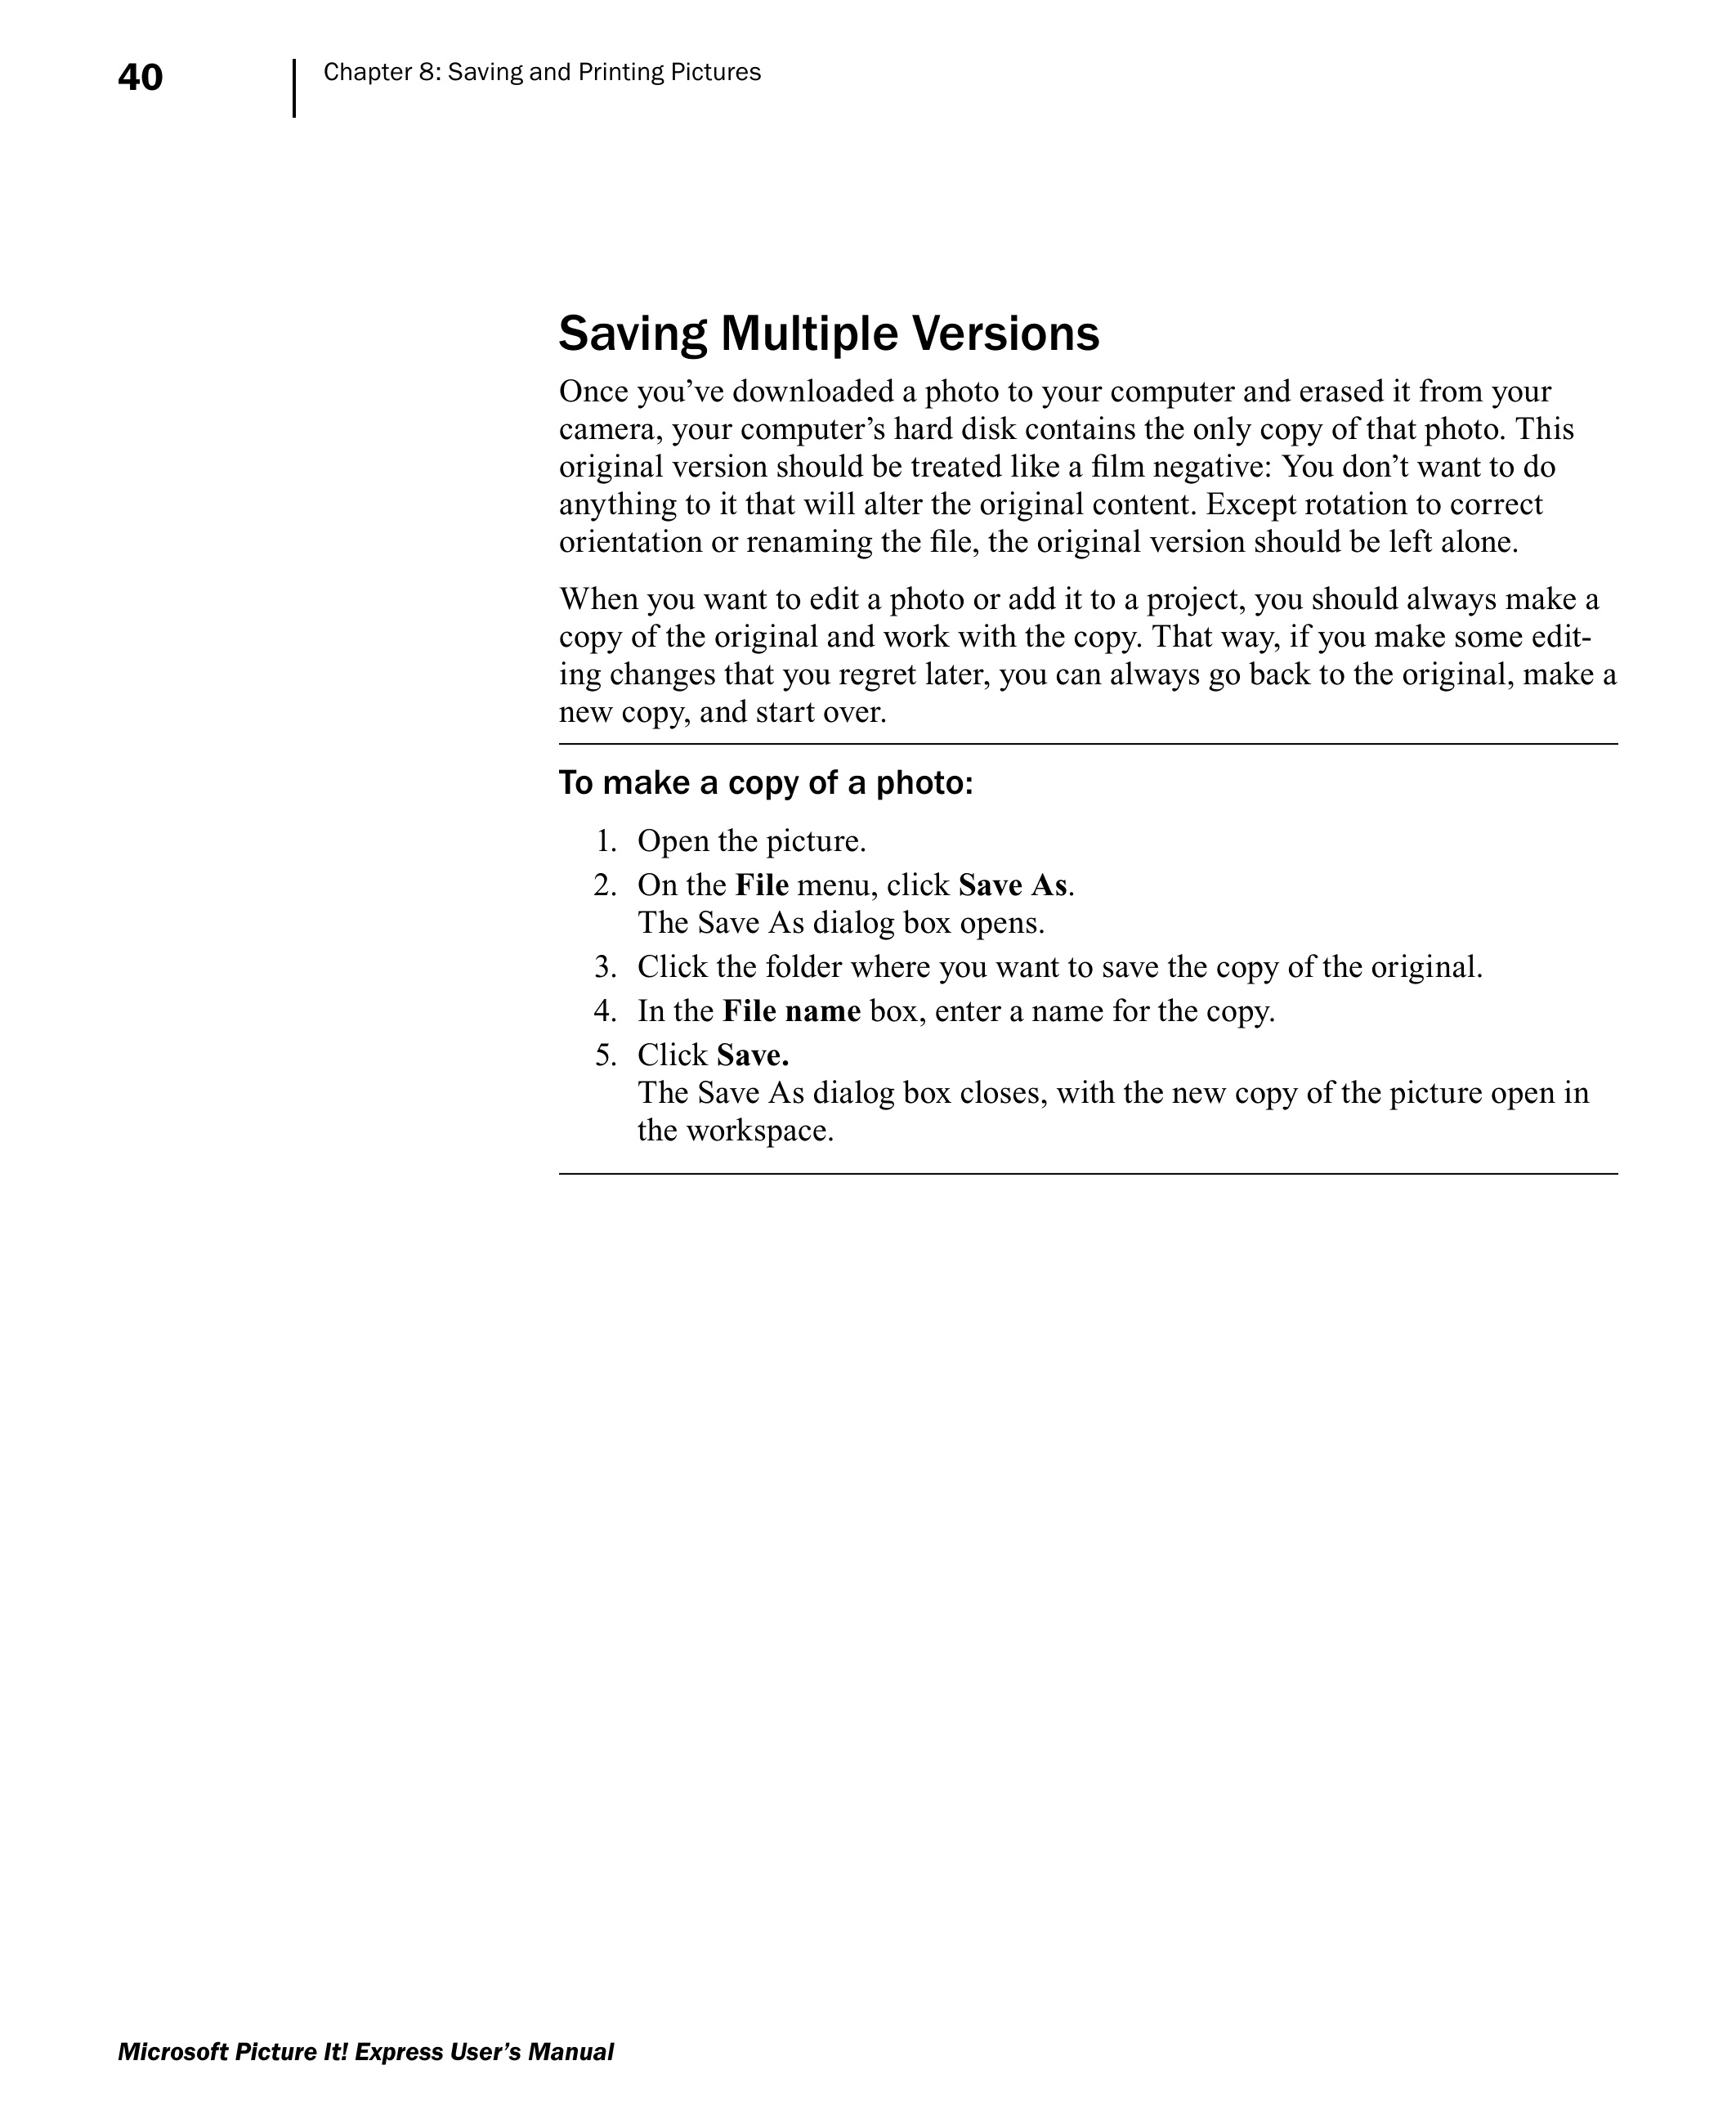 40
Chapter 8: Saving and Printing Pictures
Saving Multiple Versions
Once you’ve downloaded a photo to your computer and erased it from your
camera, your computer’s hard disk contains the only copy of that photo. This
original version should be treated like a film negative: You don’t want to do
anything to it that will alter the original content. Except rotation to correct
orientation or renaming the file, the original version should be left alone.
When you want to edit a photo or add it to a project, you should always make a
copy of the original and work with the copy. That way, if you make some edit-
ing changes that you regret later, you can always go back to the original, make a
new copy, and start over.
To make a copy of a photo:
1. Open the picture.
2. On the File menu, click Save As.
The Save As dialog box opens.
3. Click the folder where you want to save the copy of the original.
4. In the File name box, enter a name for the copy.
5. Click Save.
The Save As dialog box closes, with the new copy of the picture open in
the workspace.
Microsoft Picture It! Express User’s Manual